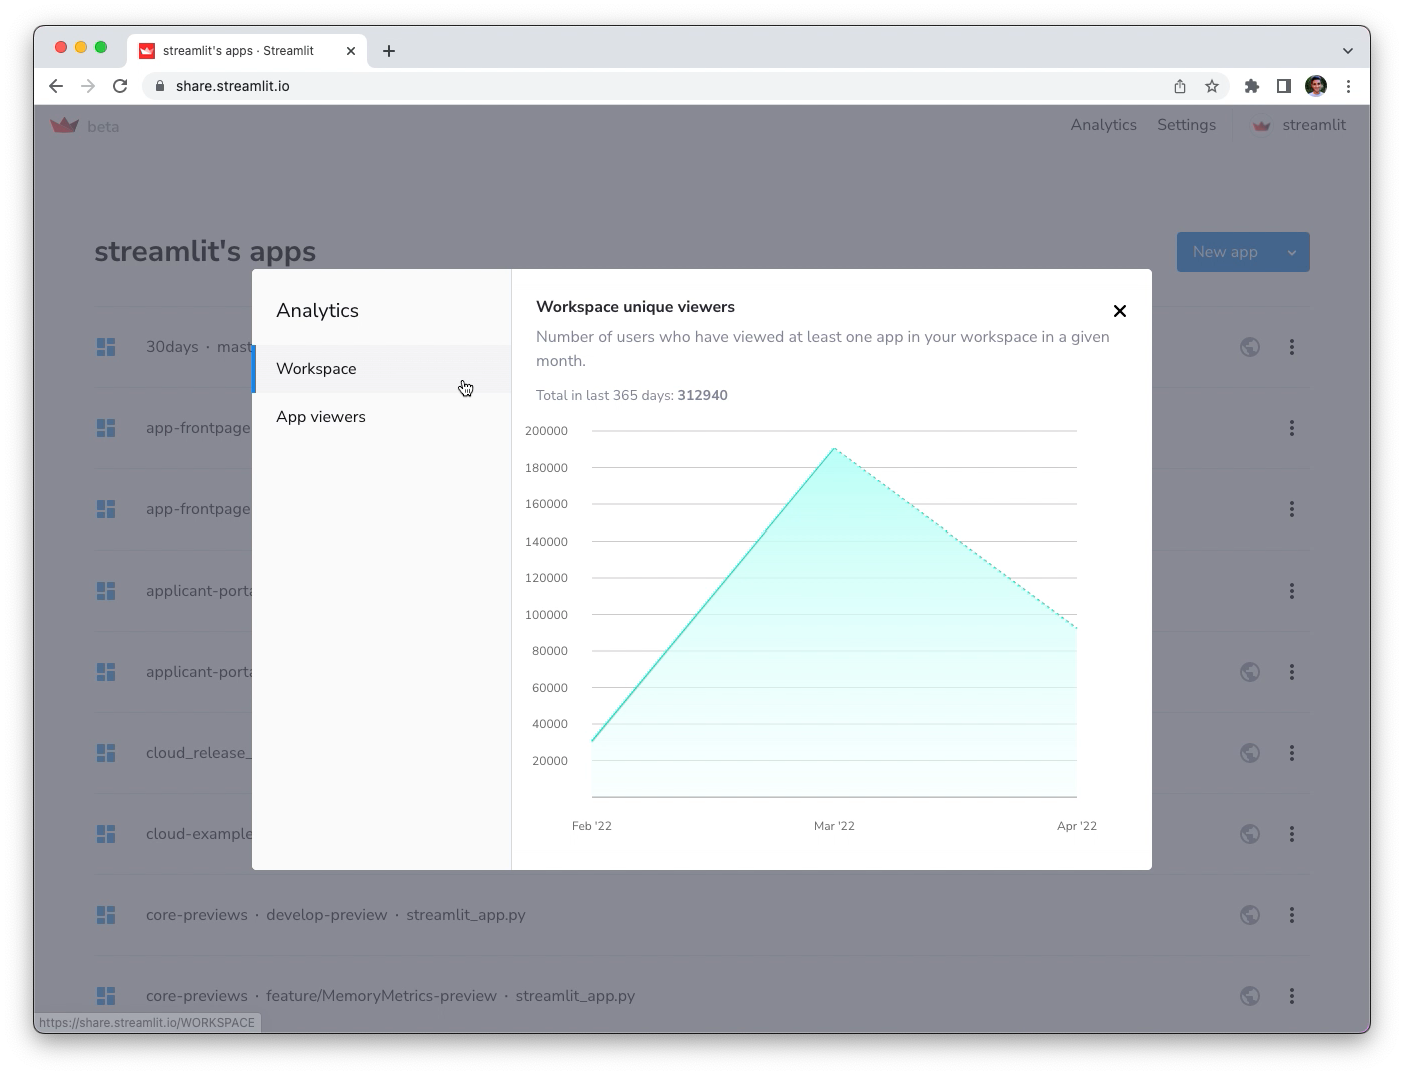 streamlit's apps · Streamlit
share.streamlit.io
beta
Analytics Settings streamlit
streamlit's apps
New app
Analytics
Workspace
App viewers
Workspace unique viewers
Number of users who have viewed at least one app in your workspace in a given
month.
Total in last 365 days: 312940
200000
180000
160000
140000
120000
100000
80000
60000
40000
20000
Feb '22 Mar '22 Apr '22
30days · mast
app-frontpage
app-frontpage
applicant-porta
applicant-porta
cloud_release_
cloud-example
core-previews · develop-preview · streamlit_app.py
core-previews · feature/MemoryMetrics-preview · streamlit_app.py
https://share.streamlit.io/WORKSPACE